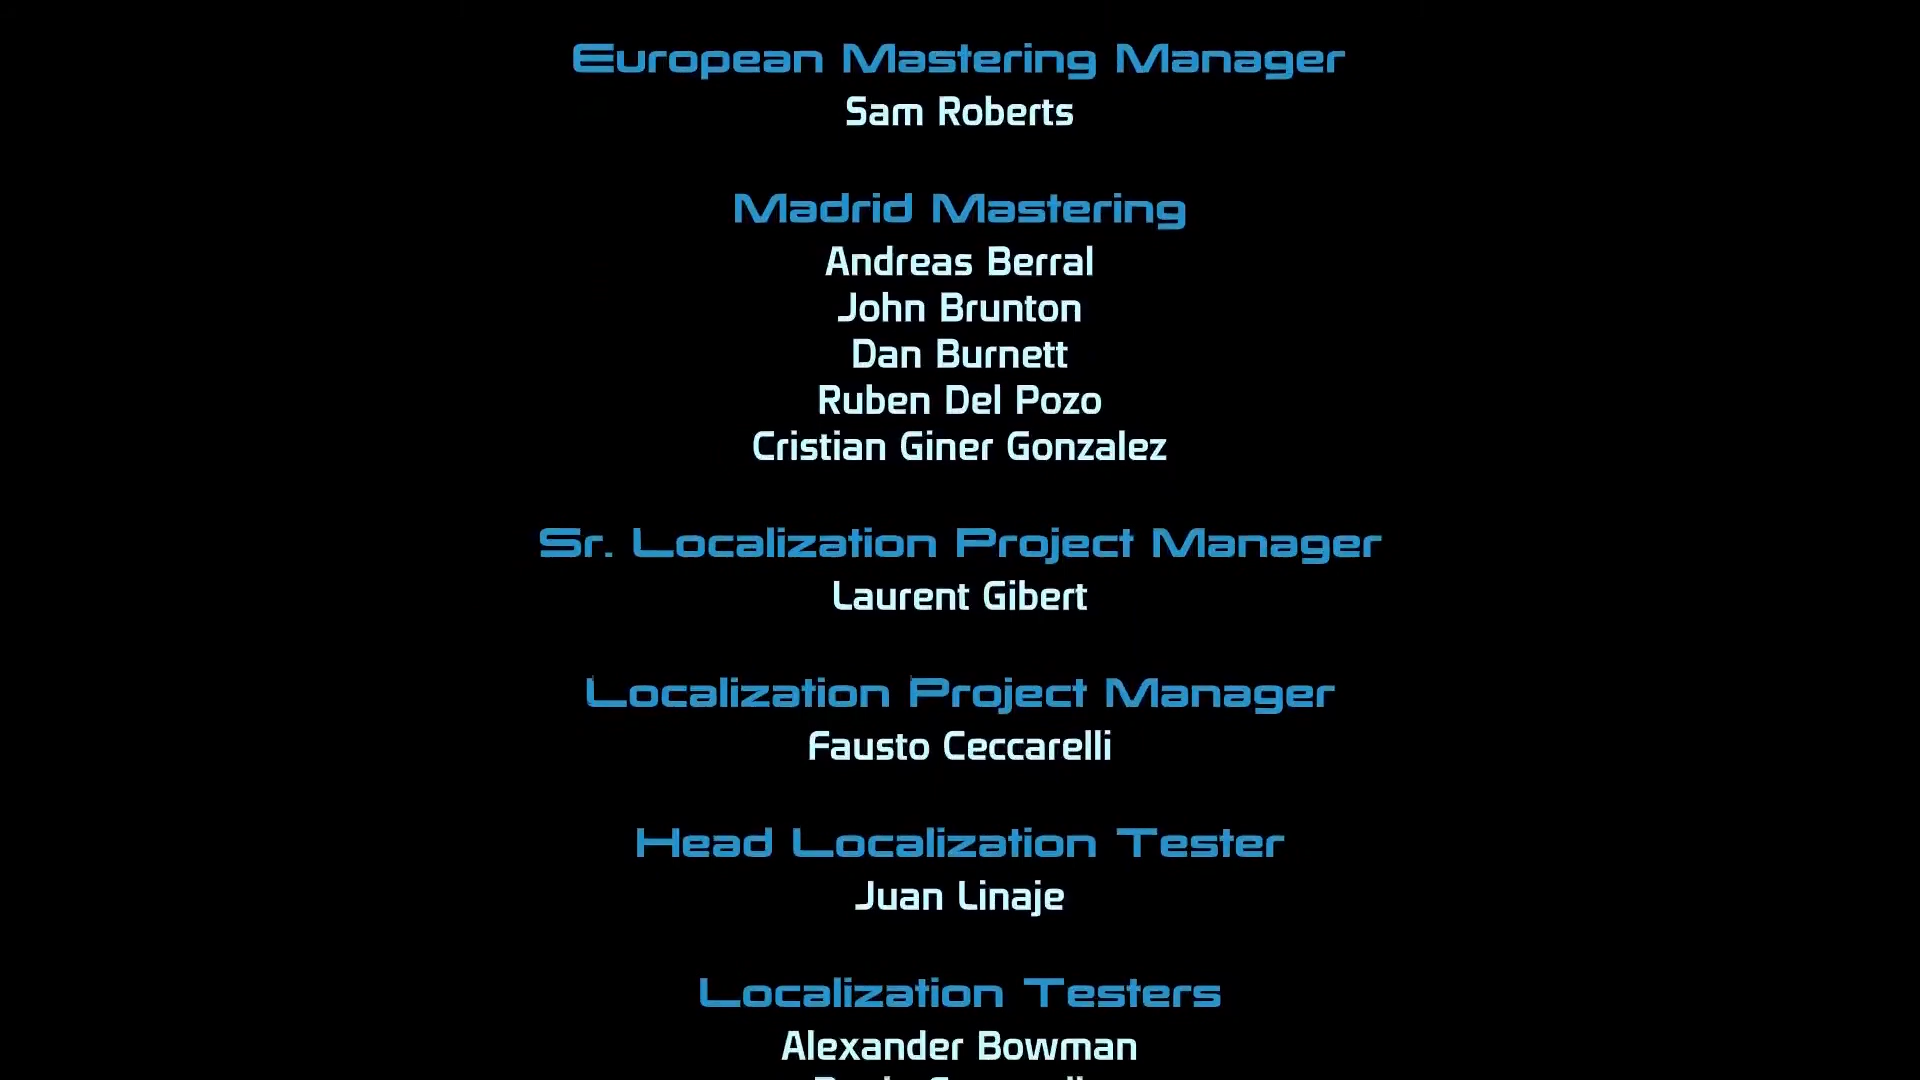 European Mastering Manager
Sam Roberts
Madrid Mastering
Andreas Berral
John Brunton
Dan Burnett
Ruben Del Pozo
Cristian Giner Gonzalez
Sr. Localization Project Manager
Laurent Gibert
Localization Project Manager
Fausto Ceccarelli
Head Localization Tester
Juan Linaje
Localization Testers
Alexander Bowman